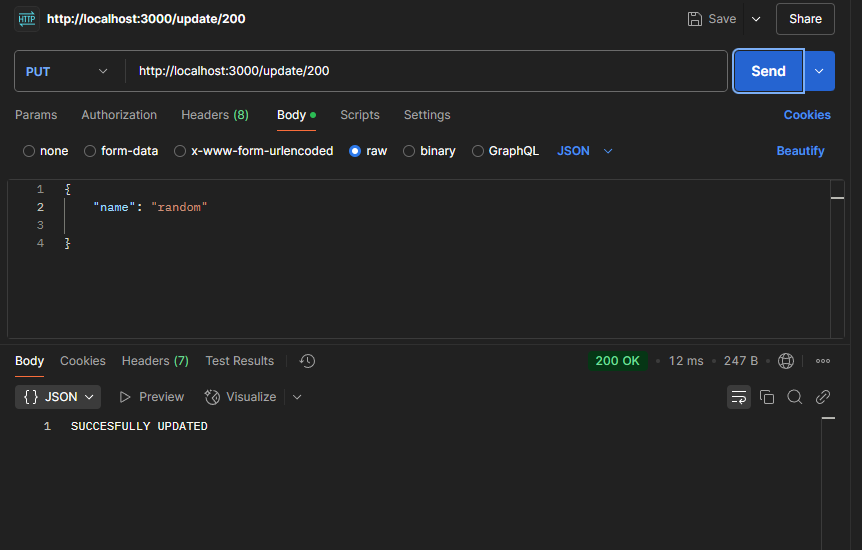 HTTP http://localhost:3000/update/200 Save Share
PUT http://localhost:3000/update/200 Send
Params Authorization Headers (8) Body Scripts Settings Cookies
none form-data x-www-form-urlencoded raw binary GraphQL JSON Beautify
1 {
2 "name": "random"
3
4 }
Body Cookies Headers (7) Test Results 200 OK 12 ms 247 B
{} JSON Preview Visualize
1 SUCCESFULLY UPDATED